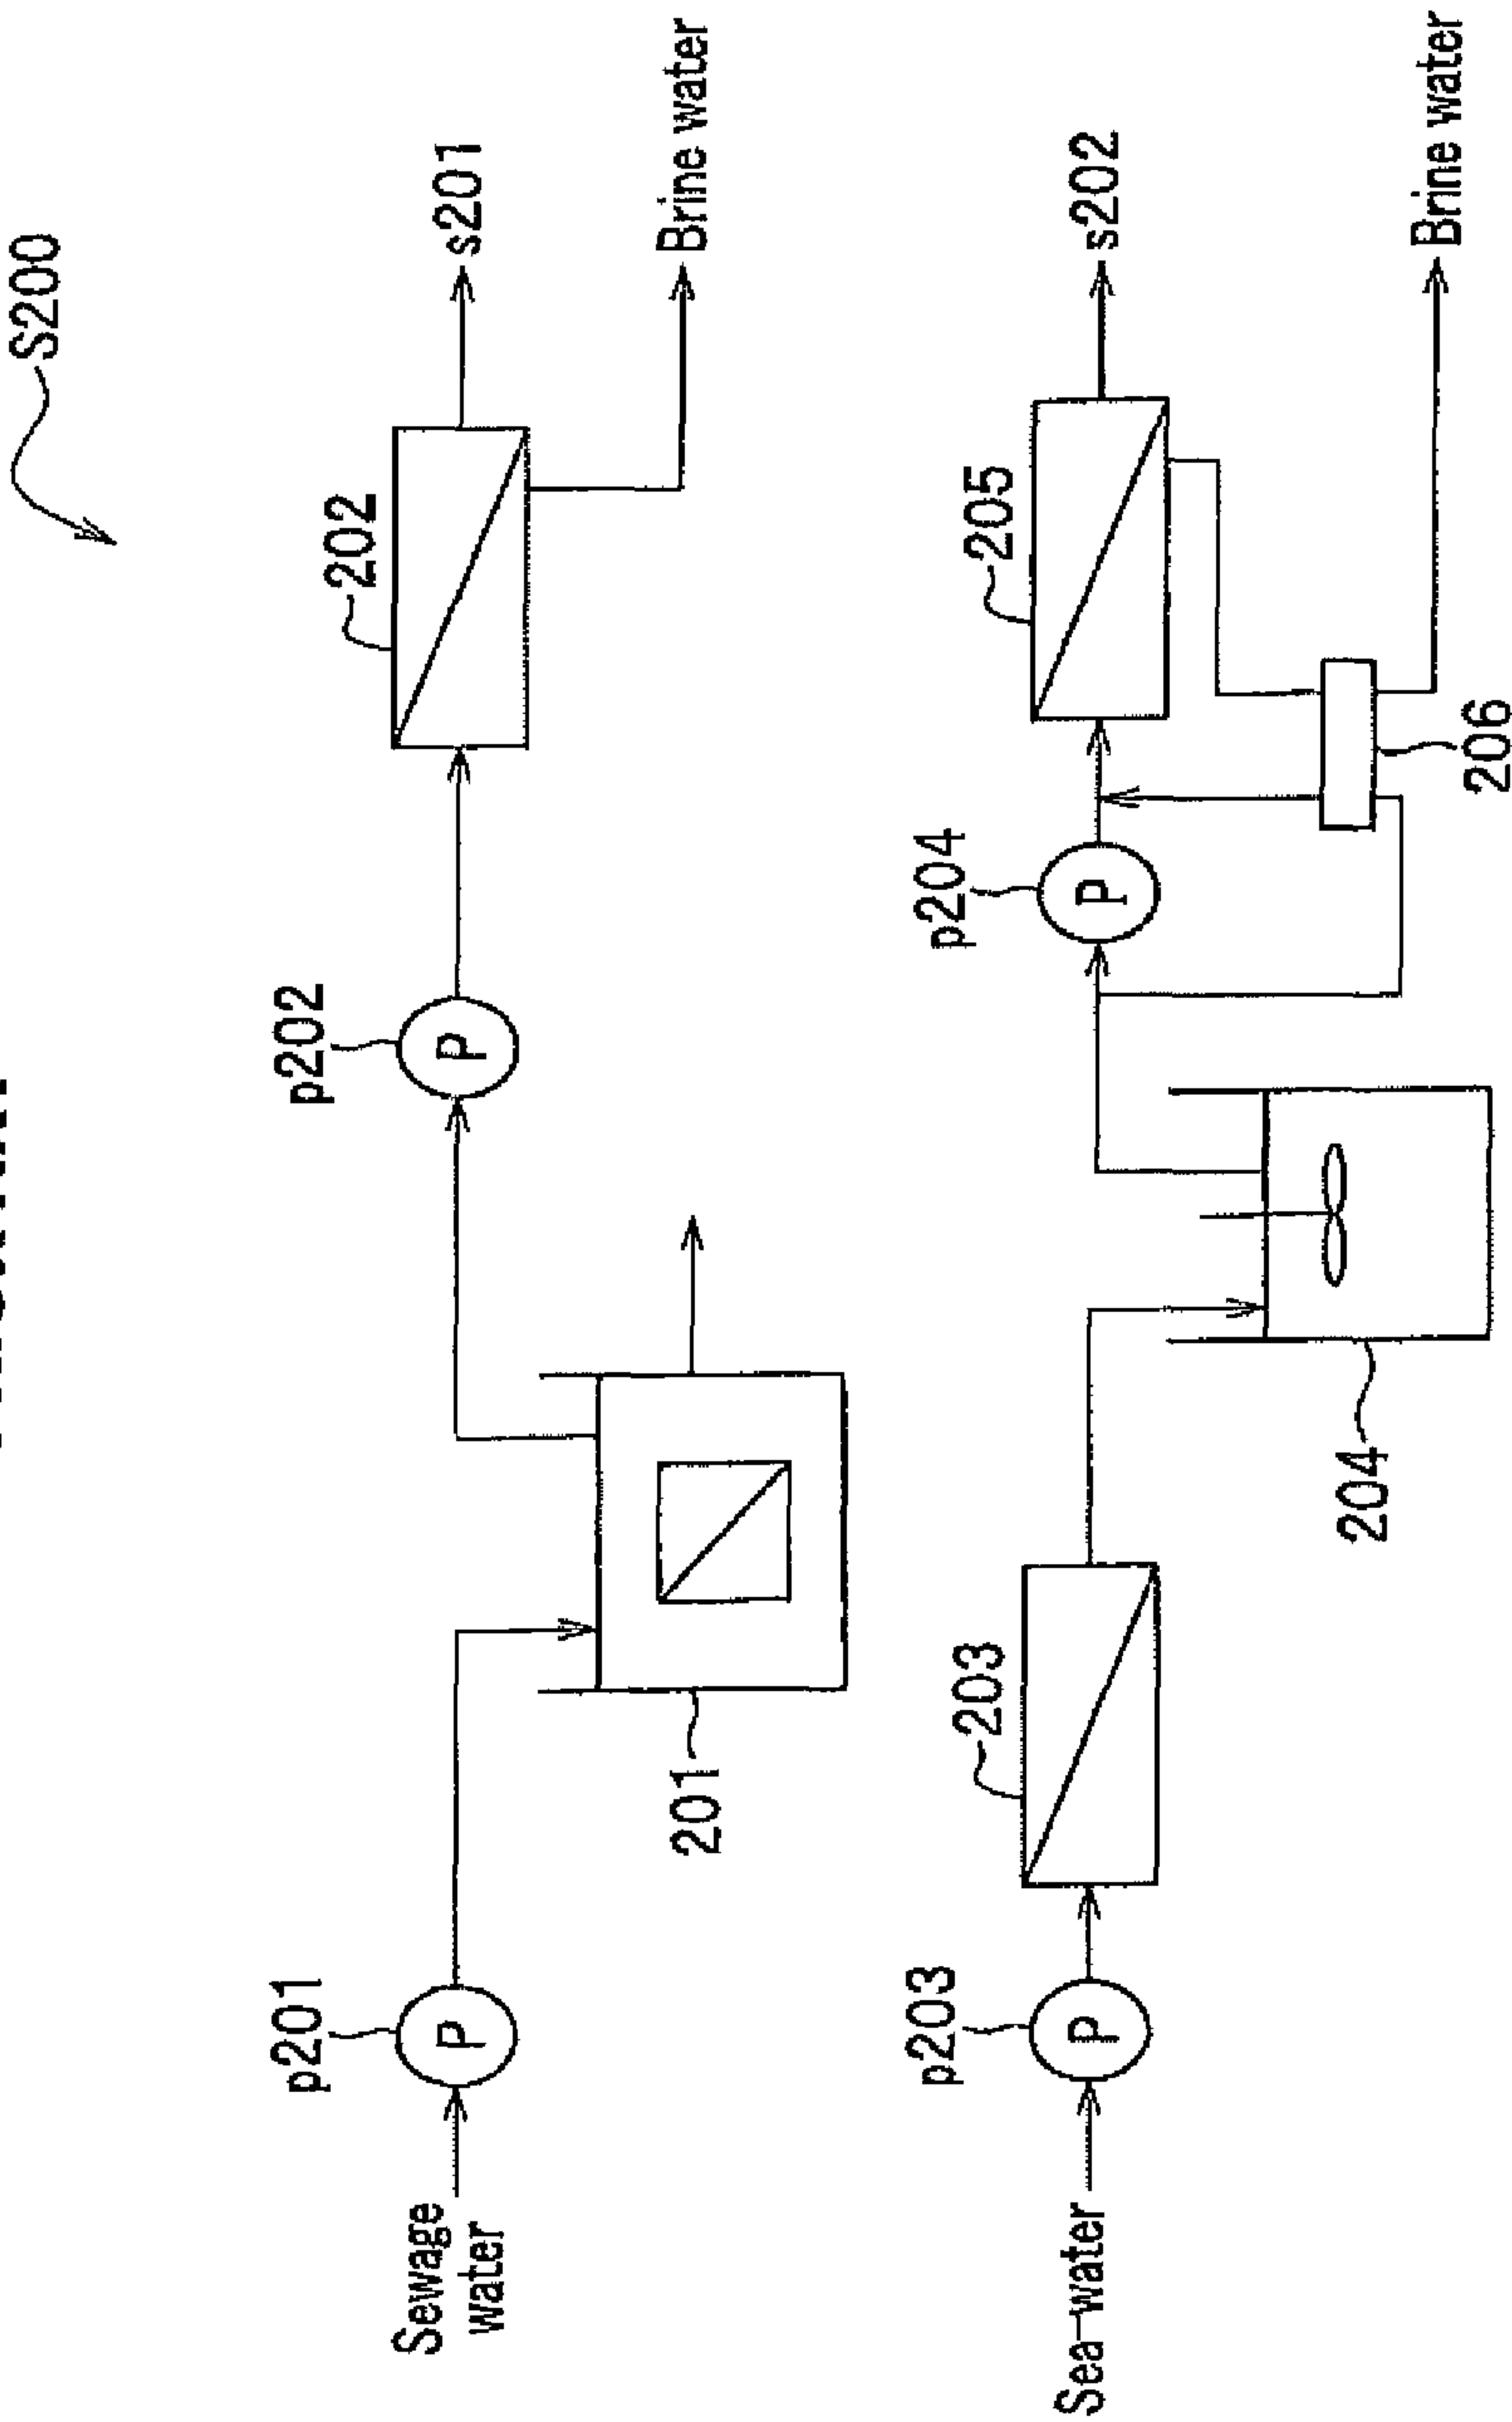 S200
p201
p202
202
s201
P
P
Sewage
water
201
Brine water
p203
203
p204
205
s202
P
P
Sea-water
204
206
Brine water